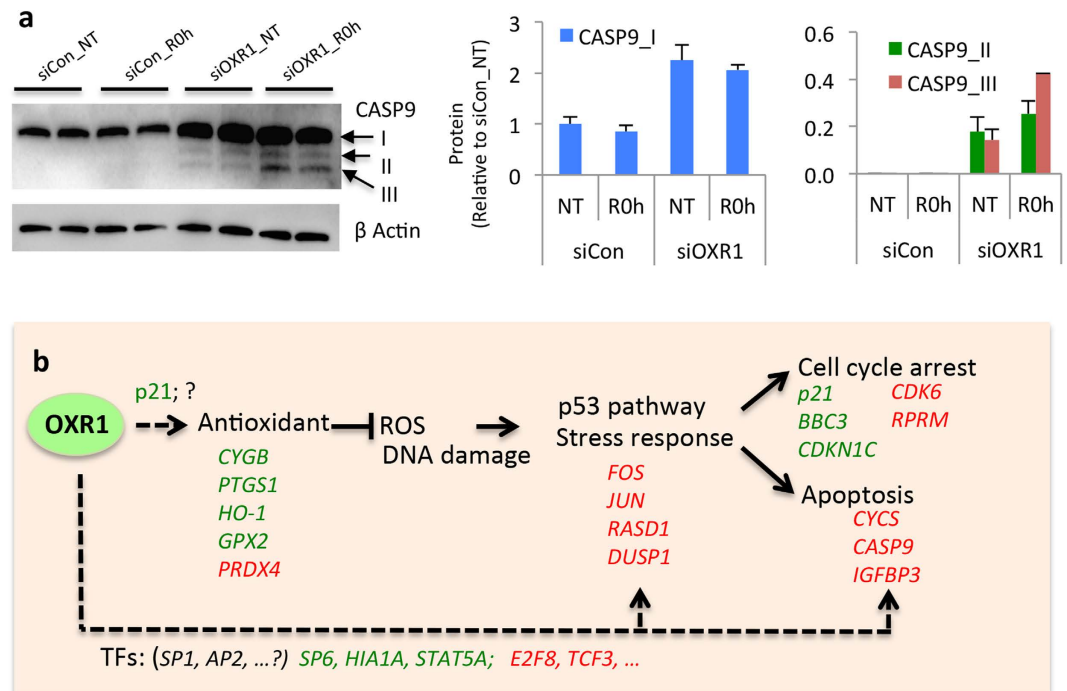 a
siCon_NT
siCon_R0h
siOXR1_NT
siOXR1_R0h
CASP9
I
II
III
β Actin
Protein
(Relative to siCon_NT)
3
2
1
0
CASP9_I
NT R0h NT R0h
siCon siOXR1
0.6
0.4
0.2
0.0
CASP9_II
CASP9_III
NT R0h NT R0h
siCon siOXR1
b
OXR1
p21; ?
Antioxidant
CYGB
PTGS1
HO-1
GPX2
PRDX4
ROS
DNA damage
p53 pathway
Stress response
FOS
JUN
RASD1
DUSP1
Cell cycle arrest
p21 CDK6
BBC3 RPRM
CDKN1C
Apoptosis
CYCS
CASP9
IGFBP3
TFs: (SP1, AP2, ...?) SP6, HIA1A, STAT5A; E2F8, TCF3, ...